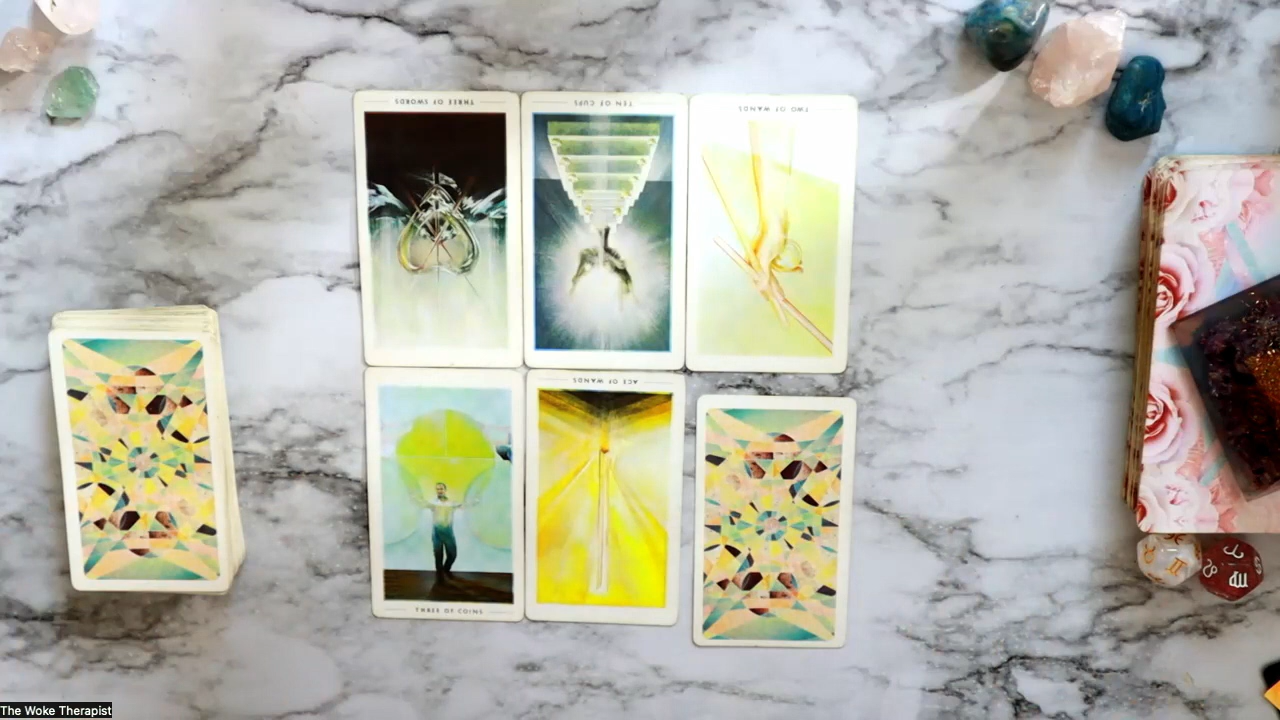 THREE OF SWORDS
TEN OF CUPS
TWO OF WANDS
ACE OF WANDS
THREE OF COINS
The Woke Therapist